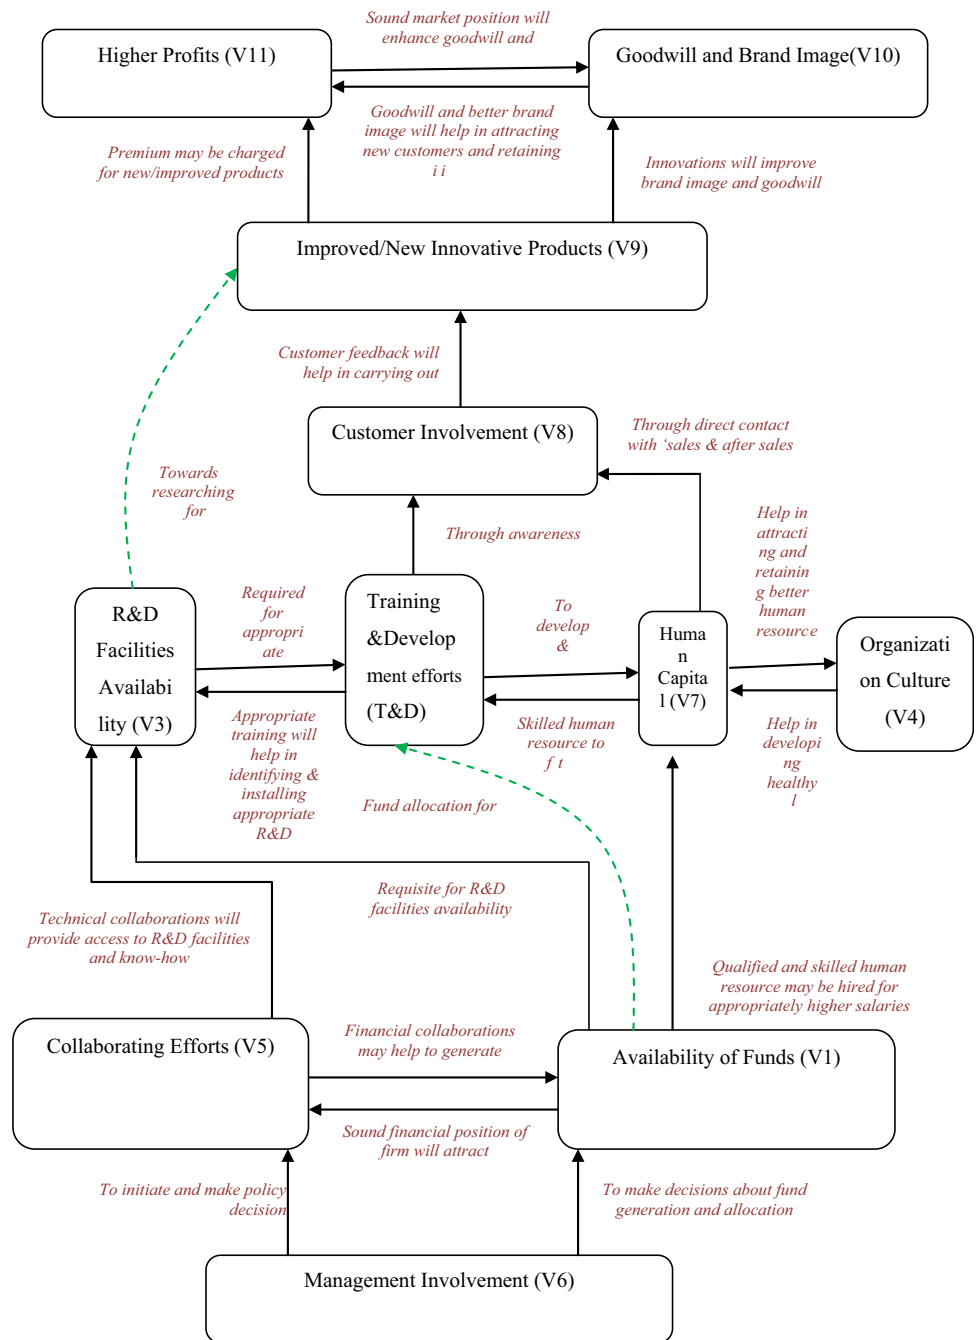 Sound market position will
enhance goodwill and
Higher Profits (V11)
Goodwill and Brand Image(V10)
Goodwill and better brand
image will help in attracting
new customers and retaining
i i
Premium may be charged
for new/improved products
Innovations will improve
brand image and goodwill
Improved/New Innovative Products (V9)
Customer feedback will
help in carrying out
Customer Involvement (V8)
Through direct contact
with ‘sales & after sales
Towards
researching
for
Through awareness
Help in
attracti
ng and
retainin
g better
human
resource
Required
for
appropri
ate
To
develop &
&
R&D
Facilities
Availabi
lity (V3)
Training
&Develop
ment efforts
(T&D)
Huma
n
Capita
l (V7)
Organizati
on Culture
(V4)
Appropriate
training will
help in
identifying &
installing
appropriate
R&D
Skilled human
resource to
f t
Help in
developi
ng
healthy
l
Fund allocation for
Requisite for R&D
facilities availability
Technical collaborations will
provide access to R&D facilities
and know-how
Qualified and skilled human
resource may be hired for
appropriately higher salaries
Collaborating Efforts (V5)
Financial collaborations
may help to generate
Availability of Funds (V1)
Sound financial position of
firm will attract
To initiate and make policy
decision
To make decisions about fund
generation and allocation
Management Involvement (V6)